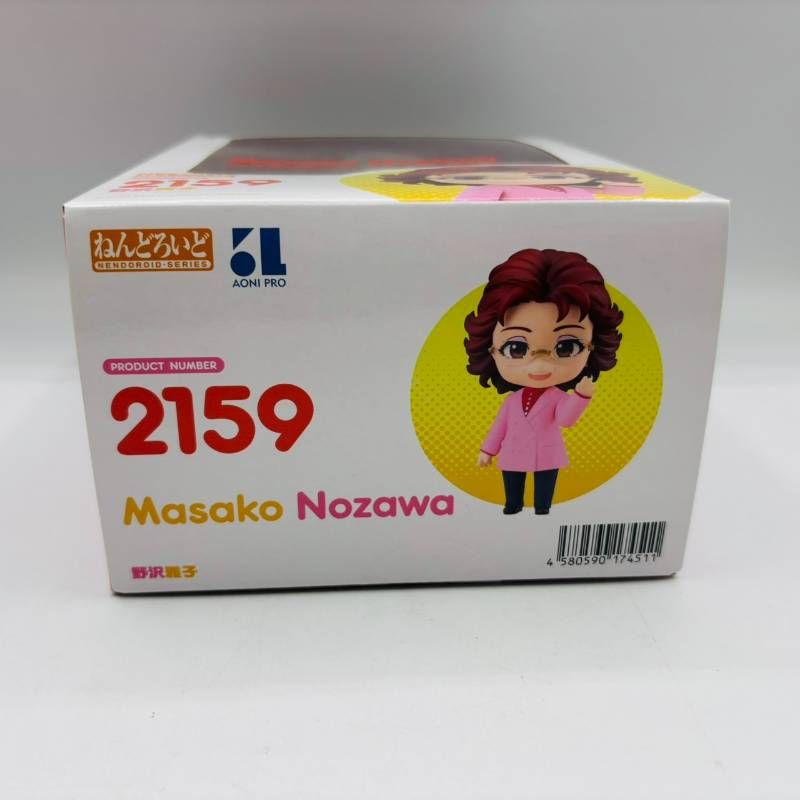 2159
ねんどろいど
NENDOROID・SERIES
AONI PRO
PRODUCT NUMBER
2159
Masako Nozawa
野沢雅子
4 580590 174511